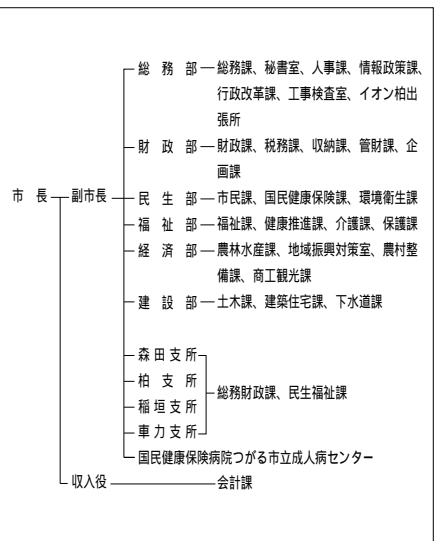 総務部 総務課、秘書室、人事課、情報政策課、
行政改革課、工事検査室、イオン柏出
張所
財政部 財政課、税務課、収納課、管財課、企
画課
市長 副市長 民生部 市民課、国民健康保険課、環境衛生課
福祉部 福祉課、健康推進課、介護課、保護課
経済部 農林水産課、地域振興対策室、農村整
備課、商工観光課
建設部 土木課、建築住宅課、下水道課
森田支所
柏支所
総務財政課、民生福祉課
稲垣支所
車力支所
国民健康保険病院つがる市立成人病センター
収入役 会計課